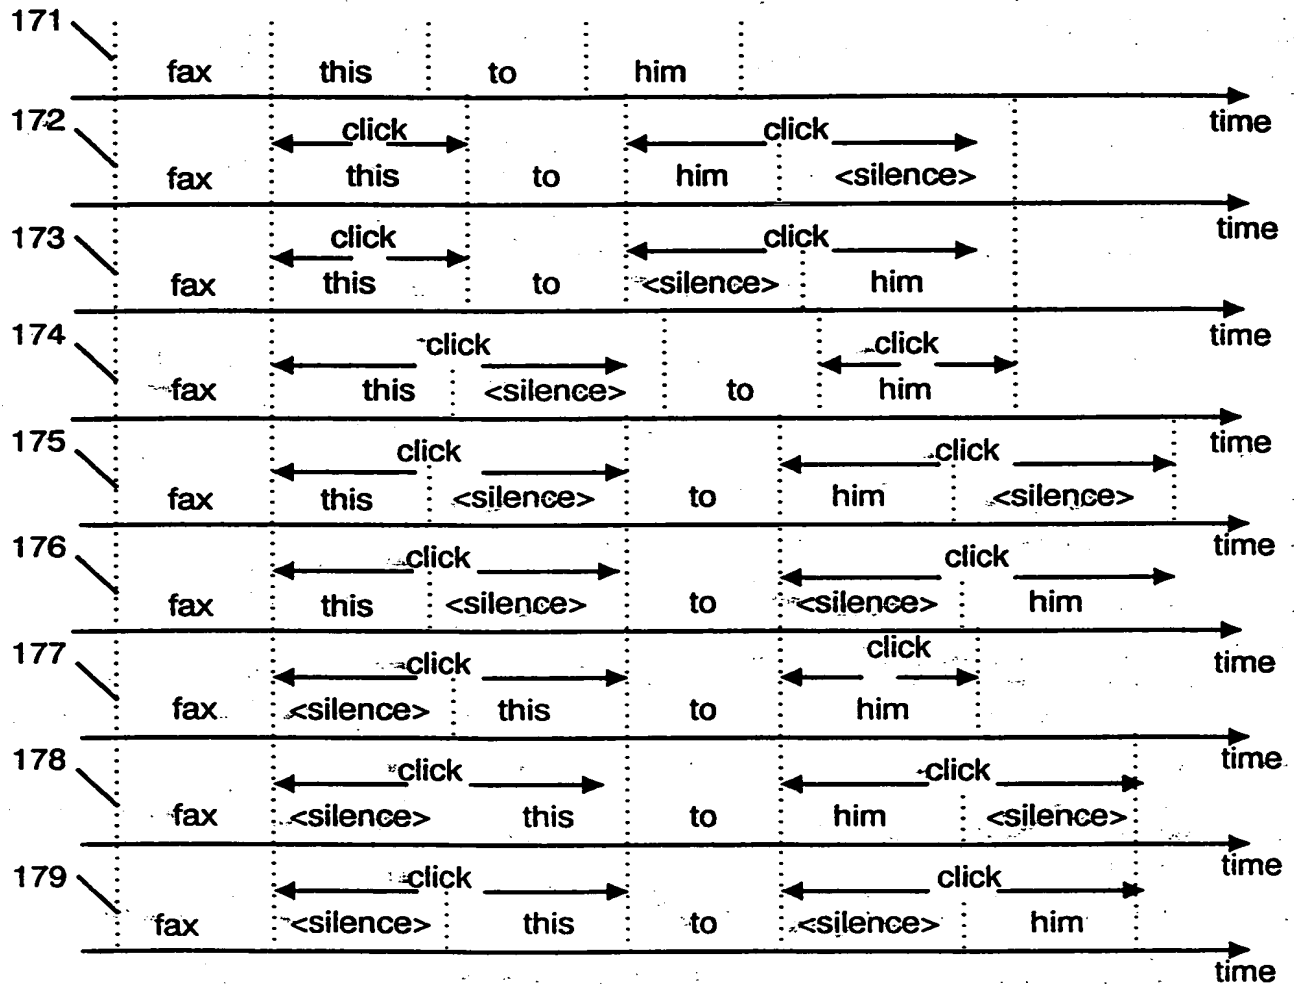 171
fax this to him
time
172
click click
fax this to him <silence>
time
173
click click
fax this to <silence> him
time
174
click click
fax this <silence> to him
time
175
click click
fax this <silence> to him <silence>
time
176
click click
fax this <silence> to <silence> him
time
177
click click
fax <silence> this to him
time
178
click click
fax <silence> this to him <silence>
time
179
click click
fax <silence> this to <silence> him
time